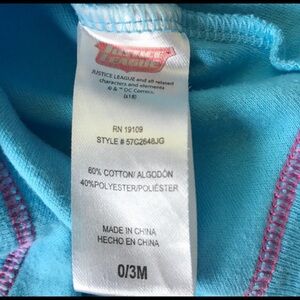 JUSTICE
LEAGUE
JUSTICE LEAGUE and all related
characters and elements
© & ™ DC Comics.
(s18)
RN 19109
STYLE # 57C2648JG
60% COTTON/ ALGODÓN
40%POLYESTER/POLIÉSTER
MADE IN CHINA
HECHO EN CHINA
0/3M